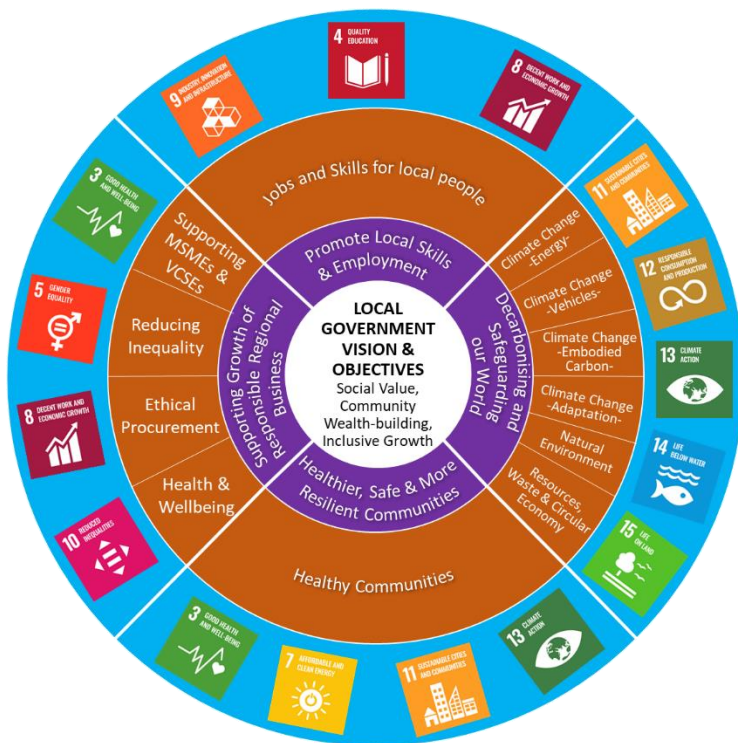 4 QUALITY
EDUCATION
9 INDUSTRY, INNOVATION
AND INFRASTRUCTURE
8 DECENT WORK AND
ECONOMIC GROWTH
3 GOOD HEALTH
AND WELL-BEING
11 SUSTAINABLE CITIES
AND COMMUNITIES
5 GENDER
EQUALITY
12 RESPONSIBLE
CONSUMPTION
AND PRODUCTION
8 DECENT WORK AND
ECONOMIC GROWTH
13 CLIMATE
ACTION
10 REDUCED
INEQUALITIES
14 LIFE
BELOW WATER
15 LIFE
ON LAND
3 GOOD HEALTH
AND WELL-BEING
7 AFFORDABLE AND
CLEAN ENERGY
11 SUSTAINABLE CITIES
AND COMMUNITIES
13 CLIMATE
ACTION
Jobs and Skills for local people
Supporting
MSMEs &
VCSEs
Reducing
Inequality
Ethical
Procurement
Health &
Wellbeing
Climate Change
-Energy-
Climate Change
-Vehicles-
Climate Change
-Embodied
Carbon-
Climate Change
-Adaptation-
Natural
Environment
Resources,
Waste & Circular
Economy
Healthy Communities
Promote Local Skills
& Employment
Supporting Growth of
Responsible Regional
Business
Decarbonising and
Safeguarding
our World
Healthier, Safe & More
Resilient Communities
LOCAL
GOVERNMENT
VISION &
OBJECTIVES
Social Value,
Community
Wealth-building,
Inclusive Growth